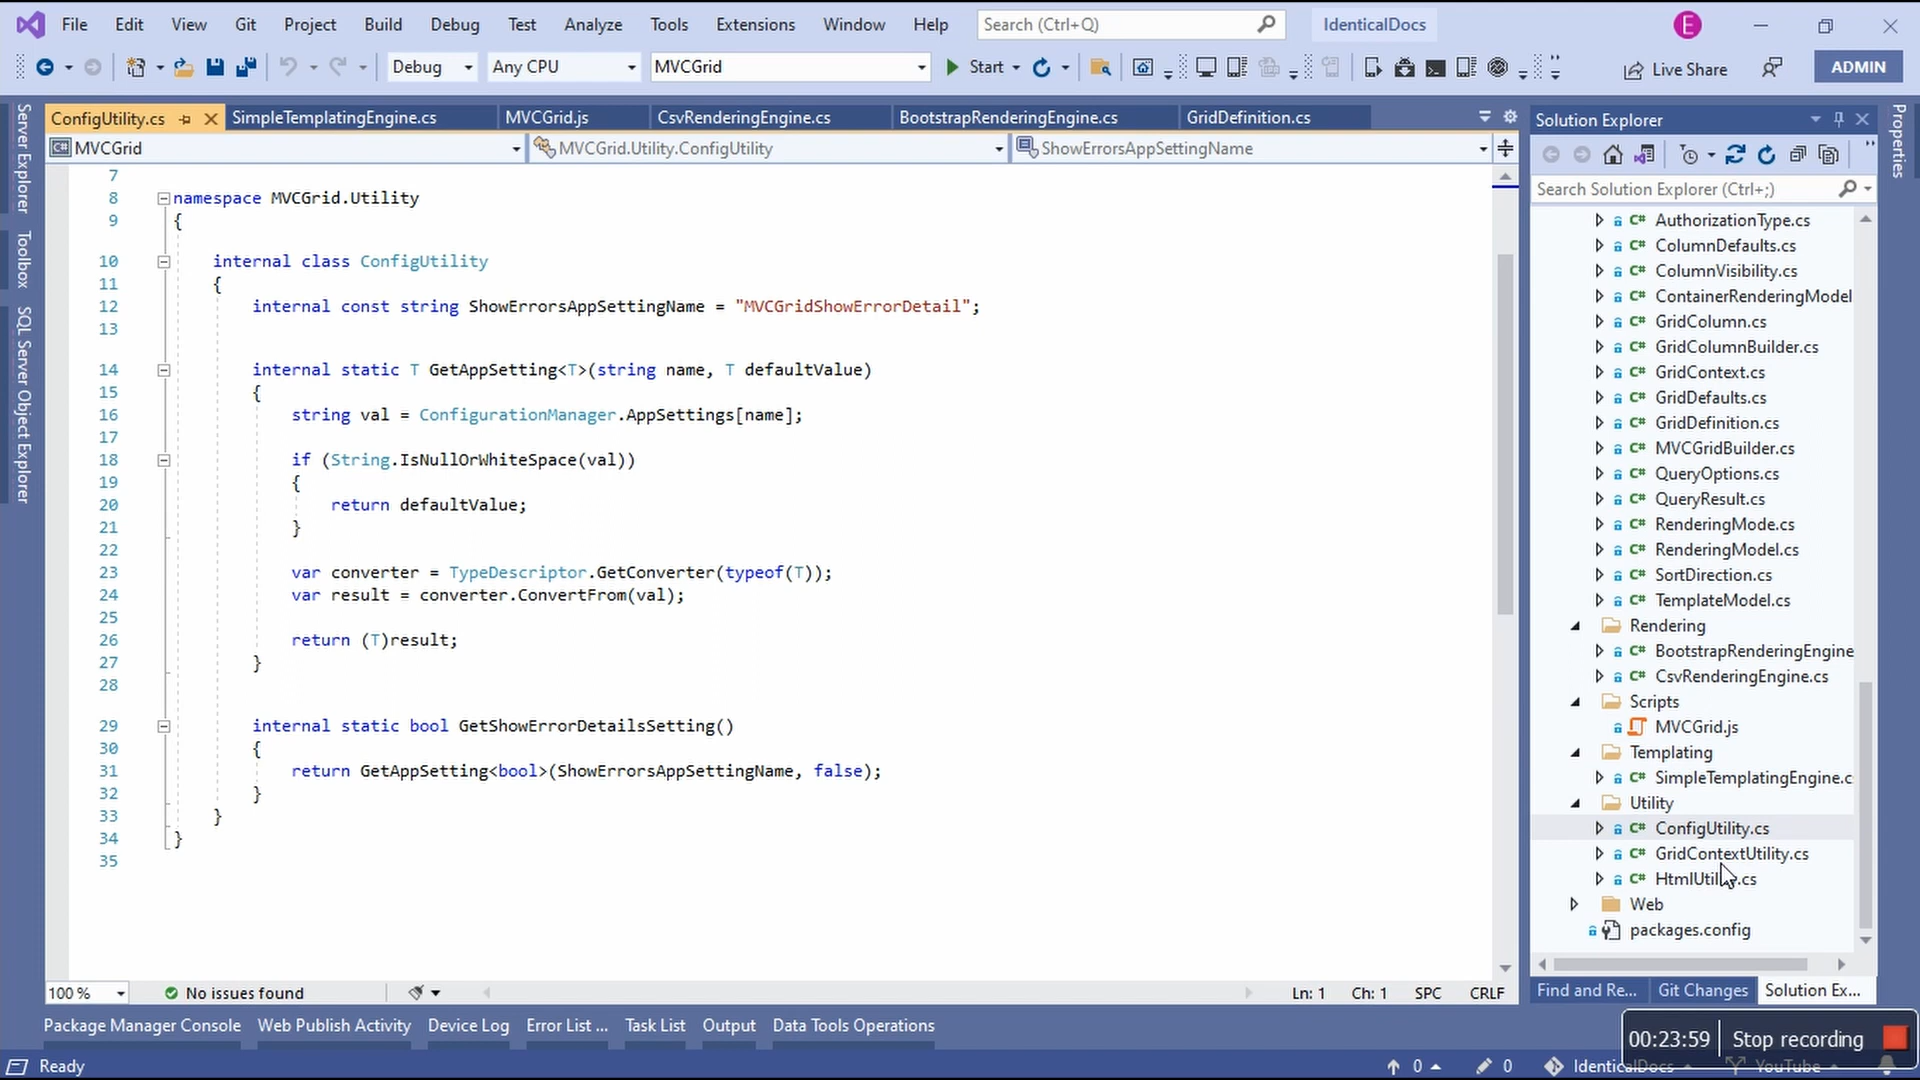 File Edit View Git Project Build Debug Test Analyze Tools Extensions Window Help Search (Ctrl+Q) IdenticalDocs E
Debug Any CPU MVCGrid Start Live Share ADMIN
ConfigUtility.cs SimpleTemplatingEngine.cs MVCGrid.js CsvRenderingEngine.cs BootstrapRenderingEngine.cs GridDefinition.cs
MVCGrid MVCGrid.Utility.ConfigUtility ShowErrorsAppSettingName
Server Explorer
Toolbox
SQL Server Object Explorer
7
8 namespace MVCGrid.Utility
9 {
10 internal class ConfigUtility
11 {
12 internal const string ShowErrorsAppSettingName = "MVCGridShowErrorDetail";
13
14 internal static T GetAppSetting<T>(string name, T defaultValue)
15 {
16 string val = ConfigurationManager.AppSettings[name];
17
18 if (String.IsNullOrWhiteSpace(val))
19 {
20 return defaultValue;
21 }
22
23 var converter = TypeDescriptor.GetConverter(typeof(T));
24 var result = converter.ConvertFrom(val);
25
26 return (T)result;
27 }
28
29 internal static bool GetShowErrorDetailsSetting()
30 {
31 return GetAppSetting<bool>(ShowErrorsAppSettingName, false);
32 }
33 }
34 }
35
100 % No issues found Ln: 1 Ch: 1 SPC CRLF
Solution Explorer
Search Solution Explorer (Ctrl+;)
C# AuthorizationType.cs
C# ColumnDefaults.cs
C# ColumnVisibility.cs
C# ContainerRenderingModel
C# GridColumn.cs
C# GridColumnBuilder.cs
C# GridContext.cs
C# GridDefaults.cs
C# GridDefinition.cs
C# MVCGridBuilder.cs
C# QueryOptions.cs
C# QueryResult.cs
C# RenderingMode.cs
C# RenderingModel.cs
C# SortDirection.cs
C# TemplateModel.cs
Rendering
C# BootstrapRenderingEngine
C# CsvRenderingEngine.cs
Scripts
MVCGrid.js
Templating
C# SimpleTemplatingEngine.c
Utility
C# ConfigUtility.cs
C# GridContextUtility.cs
C# HtmlUtility.cs
Web
packages.config
Find and Re... Git Changes Solution Ex...
Properties
Package Manager Console Web Publish Activity Device Log Error List ... Task List Output Data Tools Operations
00:23:59 Stop recording
Ready 0 0 IdenticalDocs YouTube